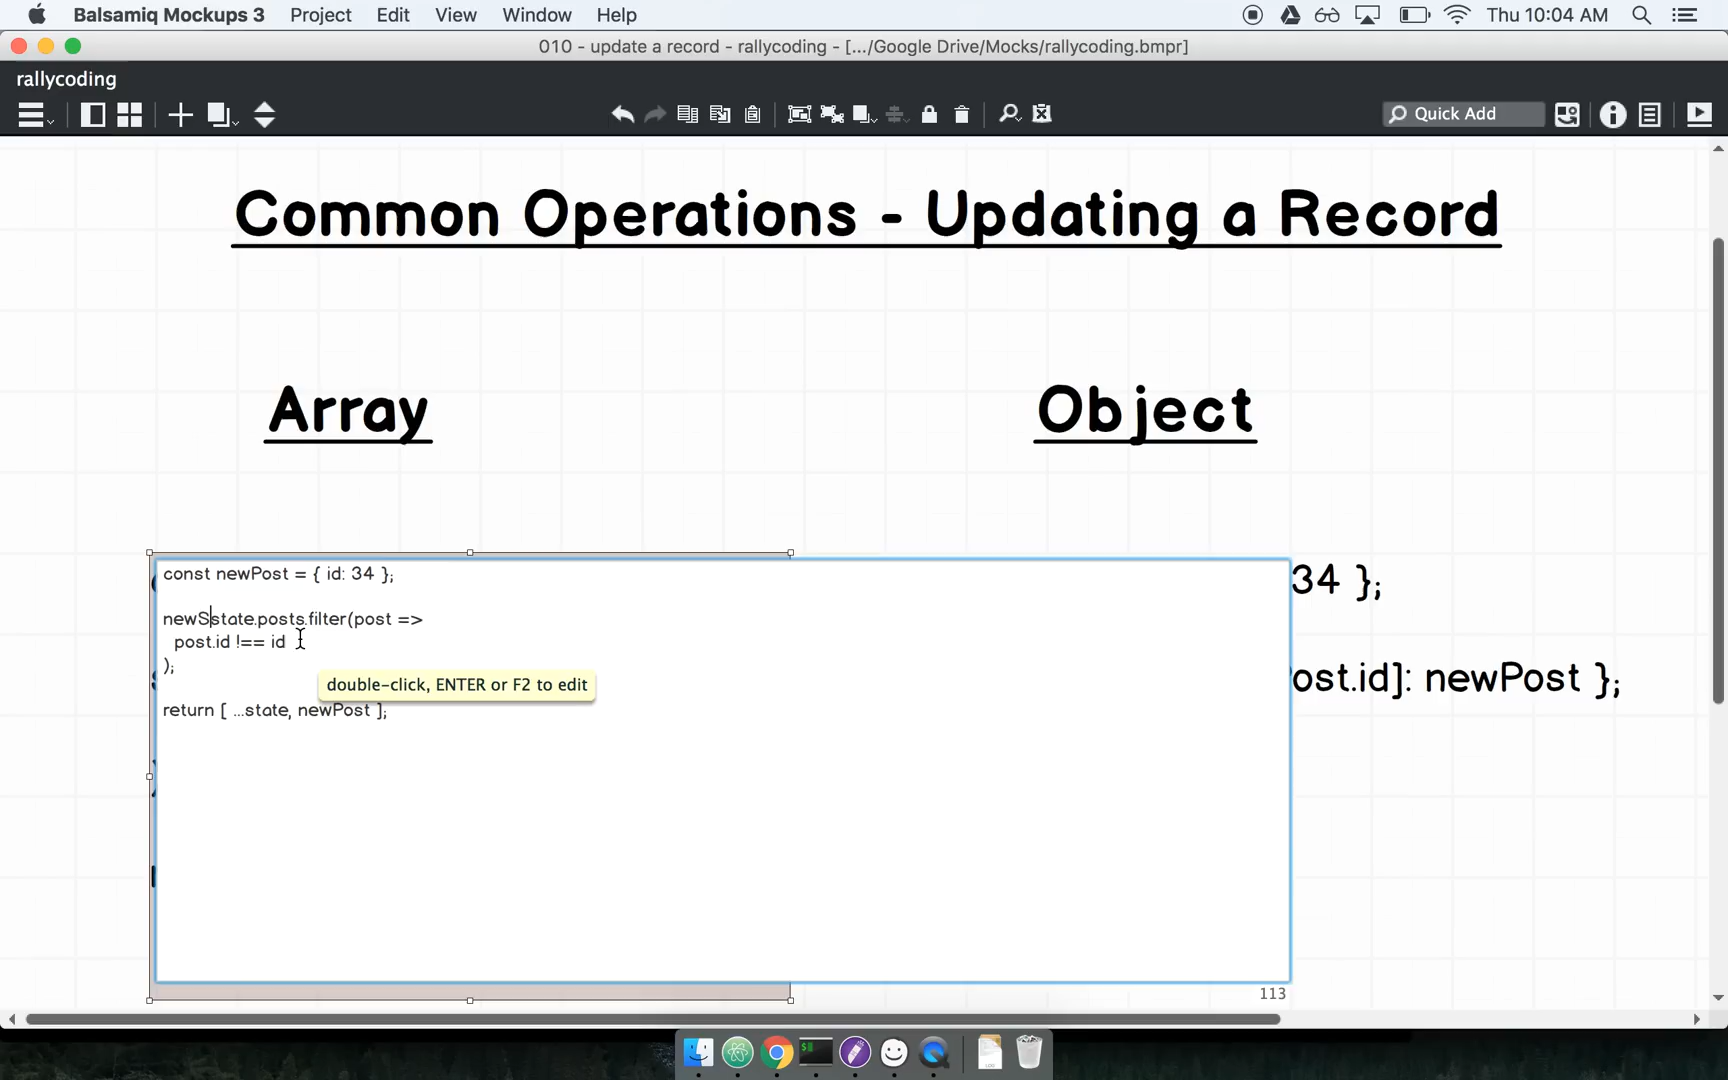 Balsamiq Mockups 3 Project Edit View Window Help Thu 10:04 AM
010 - update a record - rallycoding - [.../Google Drive/Mocks/rallycoding.bmpr]
rallycoding
Quick Add
Common Operations - Updating a Record
Array
Object
const newPost = { id: 34 };
34 };
newSstate.posts.filter(post =>
post.id !== id
);
ost.id]: newPost };
double-click, ENTER or F2 to edit
return [ ...state, newPost ];
113